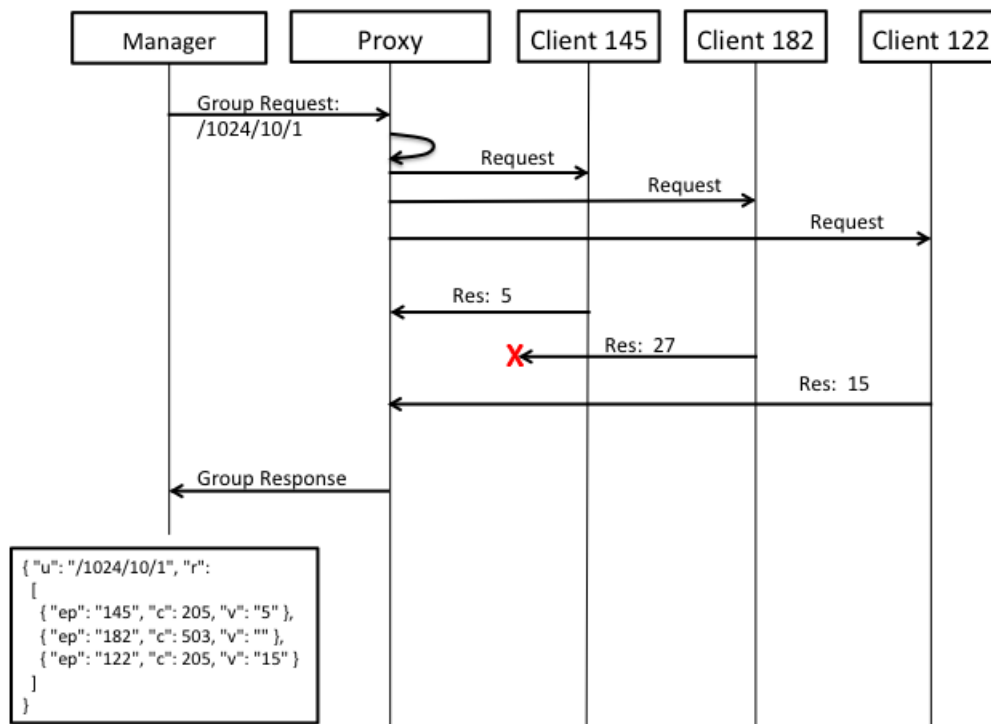 Manager
Proxy
Client 145
Client 182
Client 122
Group Request:
/1024/10/1
Request
Request
Request
Res:  5
X
Res:  27
Res:  15
Group Response
{ "u": "/1024/10/1", "r":
[
{ "ep": "145", "c": 205, "v": "5" },
{ "ep": "182", "c": 503, "v": "" },
{ "ep": "122", "c": 205, "v": "15" }
]
}